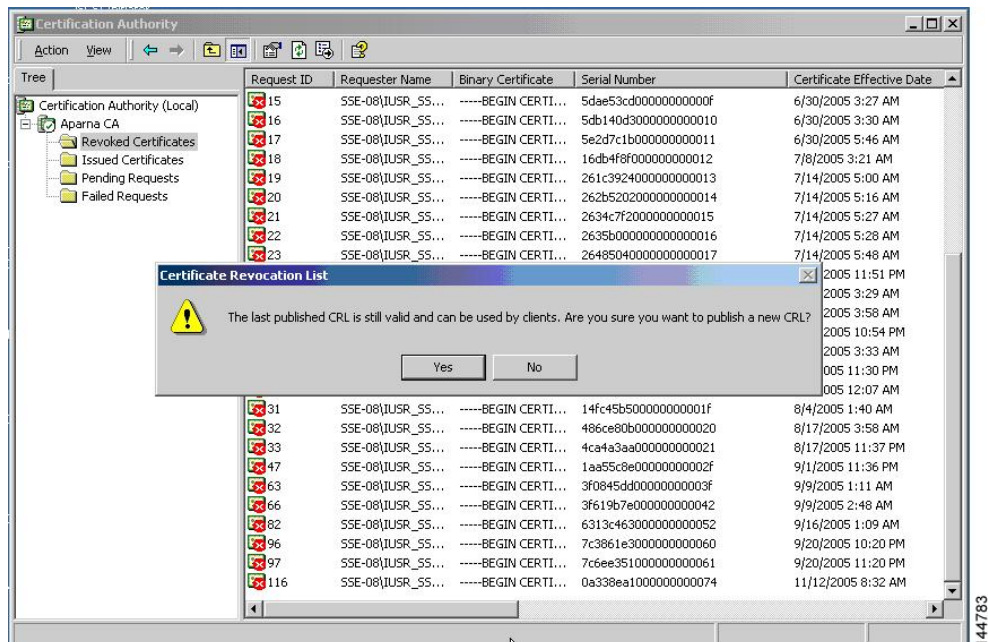 Certification Authority
Action View
Tree
Request ID Requester Name Binary Certificate Serial Number Certificate Effective Date
Certification Authority (Local)
Aparna CA
Revoked Certificates
Issued Certificates
Pending Requests
Failed Requests
15 SSE-08\IUSR_SS... -----BEGIN CERTI... 5dae53cd00000000000f 6/30/2005 3:27 AM
16 SSE-08\IUSR_SS... -----BEGIN CERTI... 5db140d3000000000010 6/30/2005 3:30 AM
17 SSE-08\IUSR_SS... -----BEGIN CERTI... 5e2d7c1b000000000011 6/30/2005 5:46 AM
18 SSE-08\IUSR_SS... -----BEGIN CERTI... 16db4f8f000000000012 7/8/2005 3:21 AM
19 SSE-08\IUSR_SS... -----BEGIN CERTI... 261c3924000000000013 7/14/2005 5:00 AM
20 SSE-08\IUSR_SS... -----BEGIN CERTI... 262b5202000000000014 7/14/2005 5:16 AM
21 SSE-08\IUSR_SS... -----BEGIN CERTI... 2634c7f2000000000015 7/14/2005 5:27 AM
22 SSE-08\IUSR_SS... -----BEGIN CERTI... 2635b000000000000016 7/14/2005 5:28 AM
23 SSE-08\IUSR_SS... -----BEGIN CERTI... 26485040000000000017 7/14/2005 5:48 AM
2005 11:51 PM
2005 3:29 AM
2005 3:58 AM
2005 10:54 PM
2005 3:33 AM
005 11:30 PM
005 12:07 AM
Certificate Revocation List
The last published CRL is still valid and can be used by clients. Are you sure you want to publish a new CRL?
Yes No
31 SSE-08\IUSR_SS... -----BEGIN CERTI... 14fc45b500000000001f 8/4/2005 1:40 AM
32 SSE-08\IUSR_SS... -----BEGIN CERTI... 486ce80b000000000020 8/17/2005 3:58 AM
33 SSE-08\IUSR_SS... -----BEGIN CERTI... 4ca4a3aa000000000021 8/17/2005 11:37 PM
47 SSE-08\IUSR_SS... -----BEGIN CERTI... 1aa55c8e00000000002f 9/1/2005 11:36 PM
63 SSE-08\IUSR_SS... -----BEGIN CERTI... 3f0845dd00000000003f 9/9/2005 1:11 AM
66 SSE-08\IUSR_SS... -----BEGIN CERTI... 3f619b7e000000000042 9/9/2005 2:48 AM
82 SSE-08\IUSR_SS... -----BEGIN CERTI... 6313c463000000000052 9/16/2005 1:09 AM
96 SSE-08\IUSR_SS... -----BEGIN CERTI... 7c3861e3000000000060 9/20/2005 10:20 PM
97 SSE-08\IUSR_SS... -----BEGIN CERTI... 7c6ee351000000000061 9/20/2005 11:20 PM
116 SSE-08\IUSR_SS... -----BEGIN CERTI... 0a338ea1000000000074 11/12/2005 8:32 AM
144783